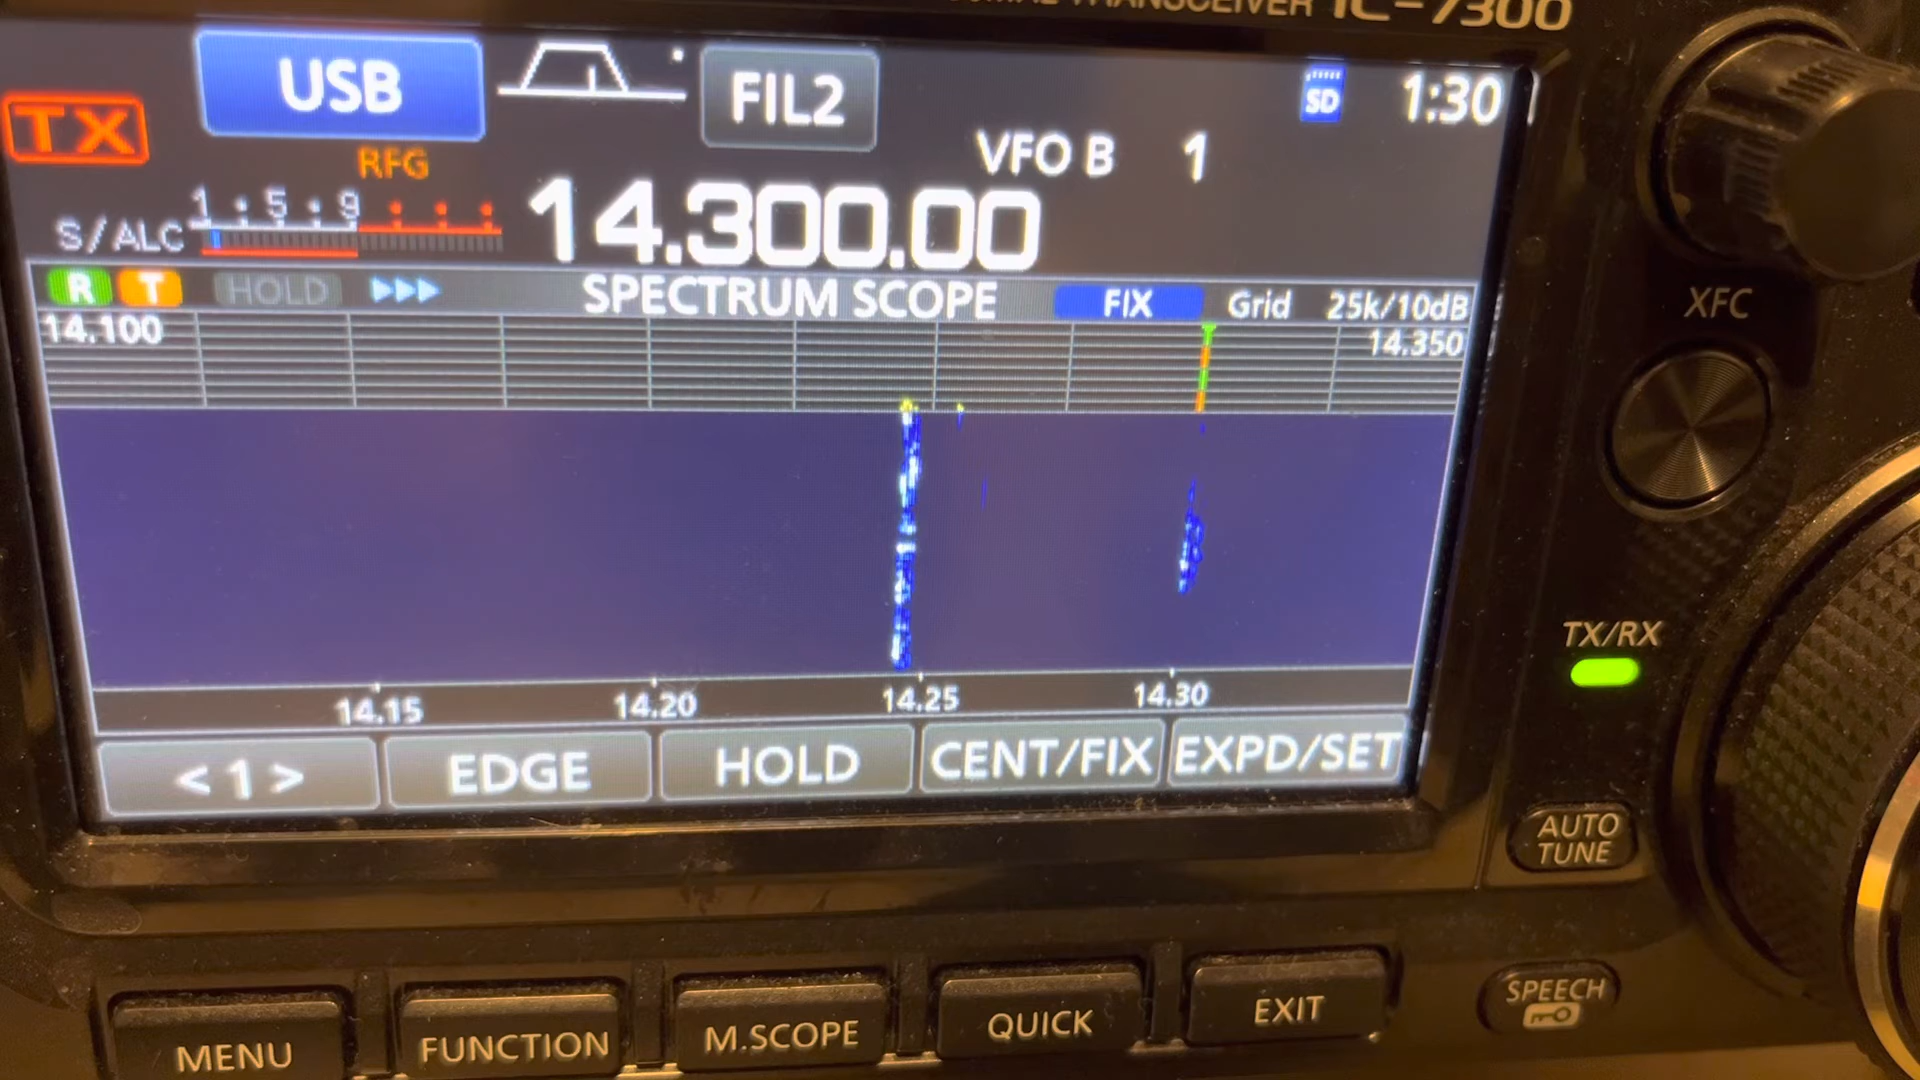 TRANSCEIVER IC-7300
USB FIL2 SD 1:30
TX
RFG VFO B 1
1 5 9
S/ALC 14.300.00
R T HOLD SPECTRUM SCOPE FIX Grid 25k/10dB
14.100 14.350
14.15 14.20 14.25 14.30
<1> EDGE HOLD CENT/FIX EXPD/SET
XFC
TX/RX
AUTO
TUNE
SPEECH
MENU FUNCTION M.SCOPE QUICK EXIT